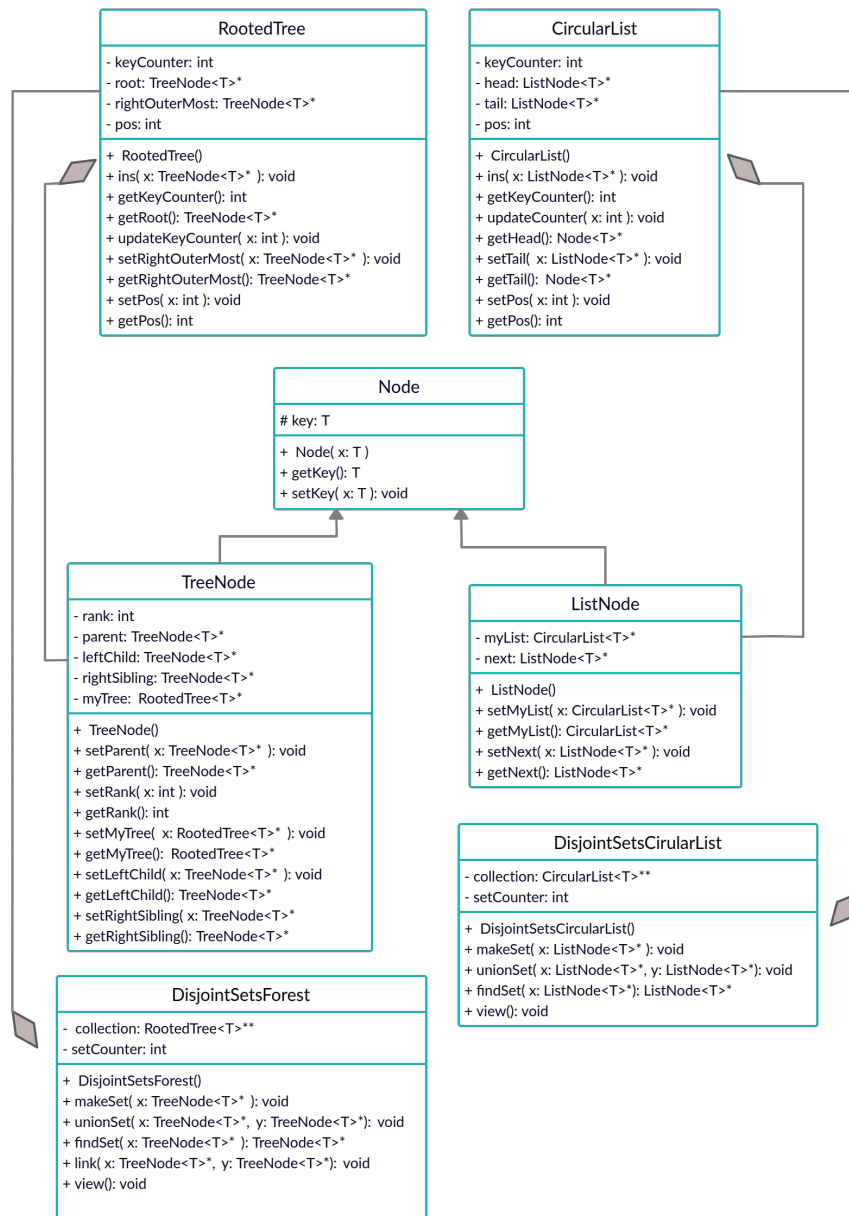 RootedTree
- keyCounter: int
- root: TreeNode<T>*
- rightOuterMost: TreeNode<T>*
- pos: int
+ RootedTree()
+ ins( x: TreeNode<T>* ): void
+ getKeyCounter(): int
+ getRoot(): TreeNode<T>*
+ updateKeyCounter( x: int ): void
+ setRightOuterMost( x: TreeNode<T>* ): void
+ getRightOuterMost(): TreeNode<T>*
+ setPos( x: int ): void
+ getPos(): int
CircularList
- keyCounter: int
- head: ListNode<T>*
- tail: ListNode<T>*
- pos: int
+ CircularList()
+ ins( x: ListNode<T>* ): void
+ getKeyCounter(): int
+ updateCounter( x: int ): void
+ getHead(): Node<T>*
+ setTail( x: ListNode<T>* ): void
+ getTail(): Node<T>*
+ setPos( x: int ): void
+ getPos(): int
Node
# key: T
+ Node( x: T )
+ getKey(): T
+ setKey( x: T ): void
TreeNode
- rank: int
- parent: TreeNode<T>*
- leftChild: TreeNode<T>*
- rightSibling: TreeNode<T>*
- myTree: RootedTree<T>*
+ TreeNode()
+ setParent( x: TreeNode<T>* ): void
+ getParent(): TreeNode<T>*
+ setRank( x: int ): void
+ getRank(): int
+ setMyTree( x: RootedTree<T>* ): void
+ getMyTree(): RootedTree<T>*
+ setLeftChild( x: TreeNode<T>* ): void
+ getLeftChild(): TreeNode<T>*
+ setRightSibling( x: TreeNode<T>*
+ getRightSibling(): TreeNode<T>*
ListNode
- myList: CircularList<T>*
- next: ListNode<T>*
+ ListNode()
+ setMyList( x: CircularList<T>* ): void
+ getMyList(): CircularList<T>*
+ setNext( x: ListNode<T>* ): void
+ getNext(): ListNode<T>*
DisjointSetsCirularList
- collection: CircularList<T>**
- setCounter: int
+ DisjointSetsCircularList()
+ makeSet( x: ListNode<T>* ): void
+ unionSet( x: ListNode<T>*, y: ListNode<T>*): void
+ findSet( x: ListNode<T>*): ListNode<T>*
+ view(): void
DisjointSetsForest
- collection: RootedTree<T>**
- setCounter: int
+ DisjointSetsForest()
+ makeSet( x: TreeNode<T>* ): void
+ unionSet( x: TreeNode<T>*, y: TreeNode<T>*): void
+ findSet( x: TreeNode<T>* ): TreeNode<T>*
+ link( x: TreeNode<T>*, y: TreeNode<T>*): void
+ view(): void